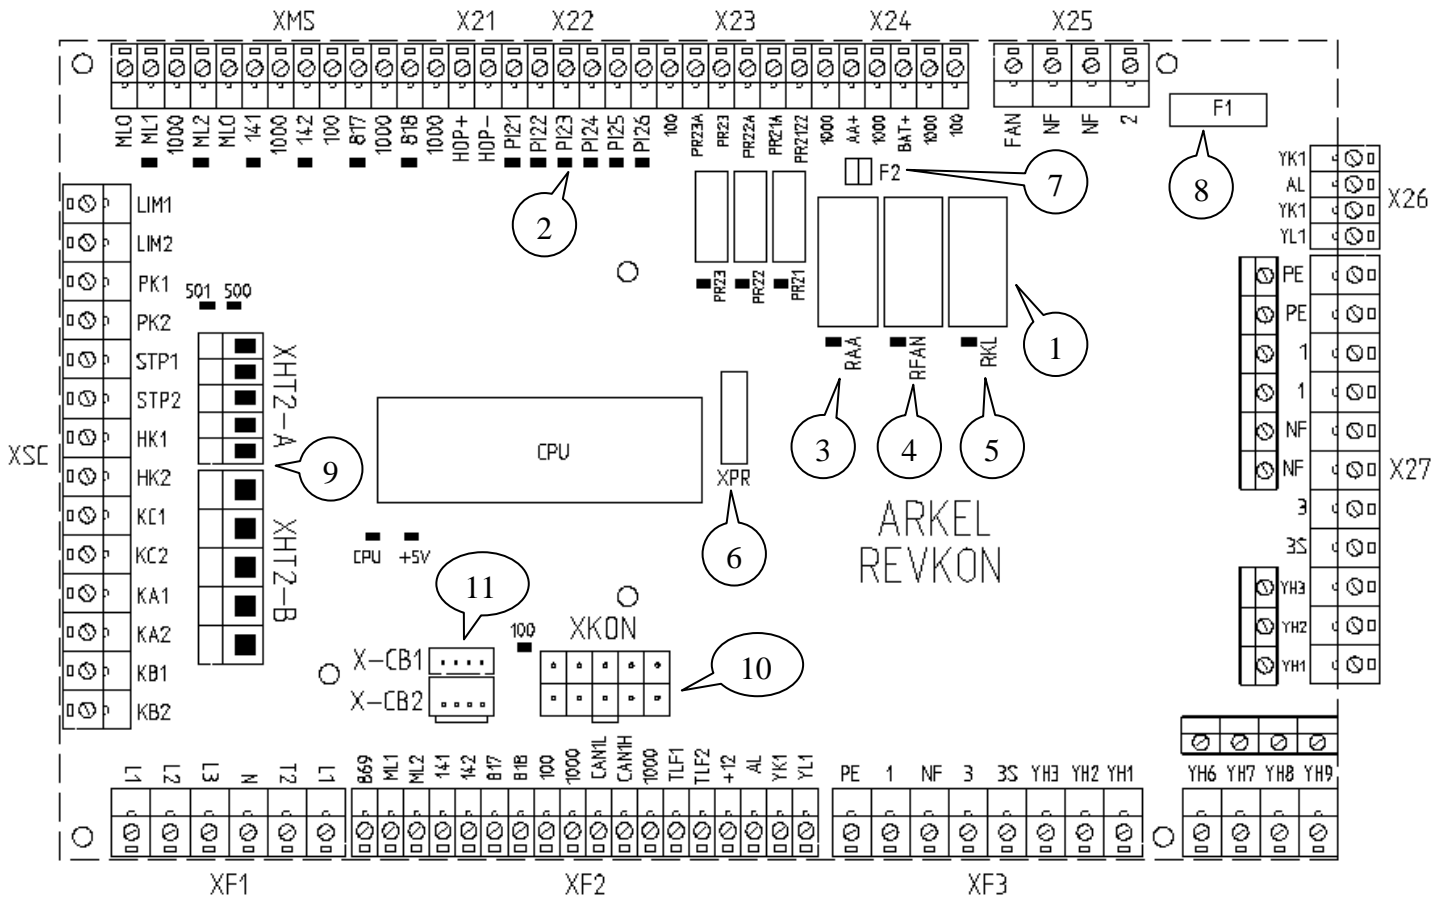 XMS X21 X22 X23 X24 X25
ML0 ML1 1000 ML2 ML0 141 1000 142 100 817 1000 818 1000 HOP+ HOP- PI21 PI22 PI23 PI24 PI25 PI26 100 PR23A PR23 PR22A PR21A PR2122 1000 AA+ 1000 BAT+ 1000 100
FAN NF NF 2
F1
F2
7
8
2
YK1
AL
YK1
YL1
X26
LIM1
LIM2
PK1
PK2
STP1
STP2
HK1
HK2
KC1
KC2
KA1
KA2
KB1
KB2
XSC
501 500
XHT2-A
XHT2-B
9
PR23 PR22 PR21
RAA RFAN RKL
1
3 4 5
CPU
XPR
6
ARKEL
REVKON
CPU +5V
11
100
XKON
X-CB1
X-CB2
10
PE
PE
1
1
NF
NF
3
3S
YH3
YH2
YH1
X27
L1 L2 L3 N T2 L1
B69 ML1 ML2 141 142 B17 B18 100 1000 CAN1L CAN1H 1000 TLF1 TLF2 +12 AL YK1 YL1
PE 1 NF 3 3S YH3 YH2 YH1
YH6 YH7 YH8 YH9
XF1 XF2 XF3